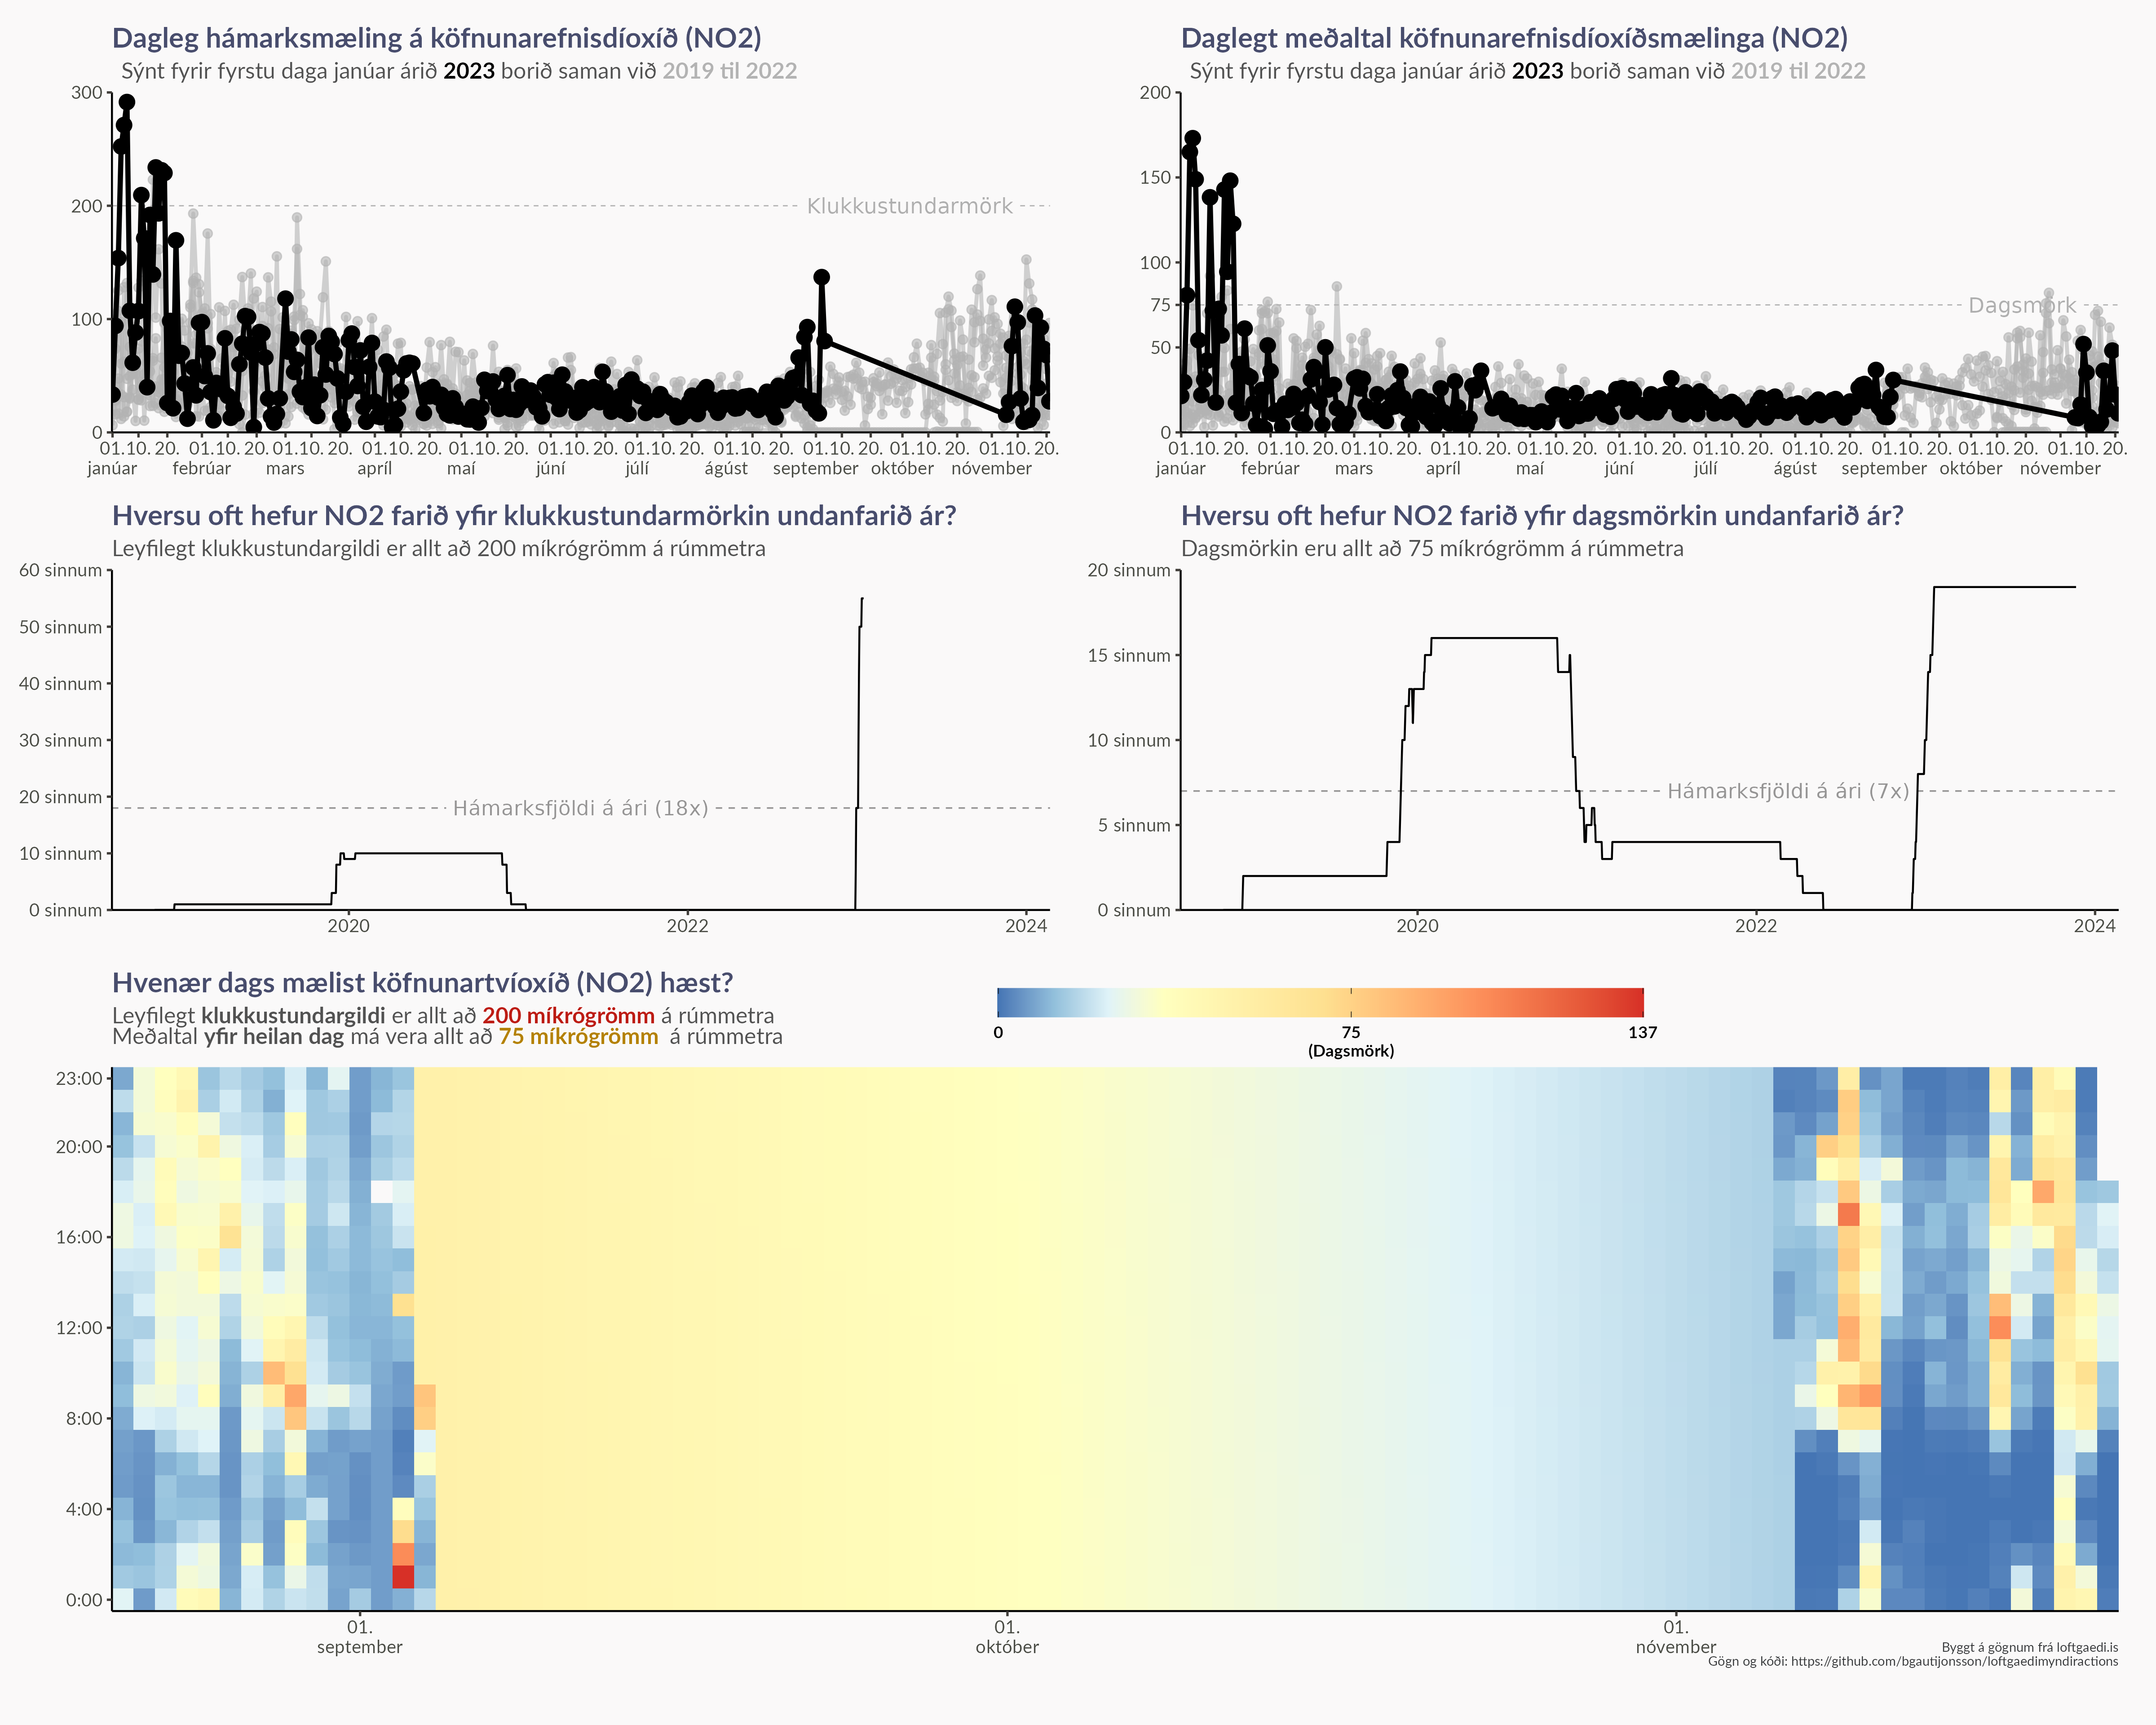 Dagleg hámarksmæling á köfnunarefnisdíoxíð (NO2)
Sýnt fyrir fyrstu daga janúar árið 2023 borið saman við 2019 til 2022
300
200
100
0
Klukkustundarmörk
01.10. 20. 01.10. 20. 01.10. 20. 01.10. 20. 01.10. 20. 01.10. 20. 01.10. 20. 01.10. 20. 01.10. 20. 01.10. 20. 01.10. 20.
janúar febrúar mars apríl maí júní júlí ágúst september október nóvember
Daglegt meðaltal köfnunarefnisdíoxíðsmælinga (NO2)
Sýnt fyrir fyrstu daga janúar árið 2023 borið saman við 2019 til 2022
200
150
100
75
50
0
Dagsmörk
01.10. 20. 01.10. 20. 01.10. 20. 01.10. 20. 01.10. 20. 01.10. 20. 01.10. 20. 01.10. 20. 01.10. 20. 01.10. 20. 01.10. 20.
janúar febrúar mars apríl maí júní júlí ágúst september október nóvember
Hversu oft hefur NO2 farið yfir klukkustundarmörkin undanfarið ár?
Leyfilegt klukkustundargildi er allt að 200 míkrógrömm á rúmmetra
60 sinnum
50 sinnum
40 sinnum
30 sinnum
20 sinnum
10 sinnum
0 sinnum
Hámarksfjöldi á ári (18x)
2020 2022 2024
Hversu oft hefur NO2 farið yfir dagsmörkin undanfarið ár?
Dagsmörkin eru allt að 75 míkrógrömm á rúmmetra
20 sinnum
15 sinnum
10 sinnum
5 sinnum
0 sinnum
Hámarksfjöldi á ári (7x)
2020 2022 2024
Hvenær dags mælist köfnunartvíoxíð (NO2) hæst?
Leyfilegt klukkustundargildi er allt að 200 míkrógrömm á rúmmetra
Meðaltal yfir heilan dag má vera allt að 75 míkrógrömm á rúmmetra
0 75 137
(Dagsmörk)
23:00
20:00
16:00
12:00
8:00
4:00
0:00
01. 01. 01.
september október nóvember
Byggt á gögnum frá loftgaedi.is
Gögn og kóði: https://github.com/bgautijonsson/loftgaedimyndiractions